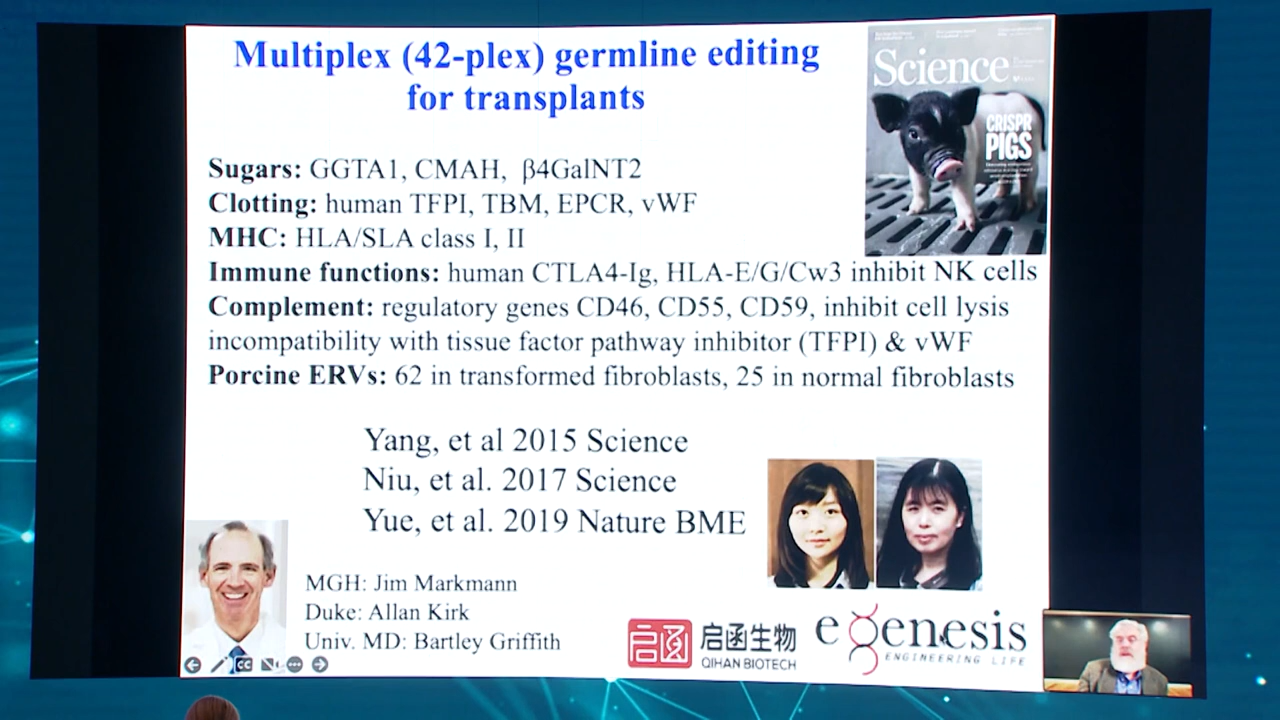 Multiplex (42-plex) germline editing
for transplants
Science
CRISPR
PIGS
Sugars: GGTA1, CMAH, β4GalNT2
Clotting: human TFPI, TBM, EPCR, vWF
MHC: HLA/SLA class I, II
Immune functions: human CTLA4-Ig, HLA-E/G/Cw3 inhibit NK cells
Complement: regulatory genes CD46, CD55, CD59, inhibit cell lysis
incompatibility with tissue factor pathway inhibitor (TFPI) & vWF
Porcine ERVs: 62 in transformed fibroblasts, 25 in normal fibroblasts
Yang, et al 2015 Science
Niu, et al. 2017 Science
Yue, et al. 2019 Nature BME
MGH: Jim Markmann
Duke: Allan Kirk
Univ. MD: Bartley Griffith
CC
启函
启函生物
QIHAN BIOTECH
eGenesis
ENGINEERING LIFE